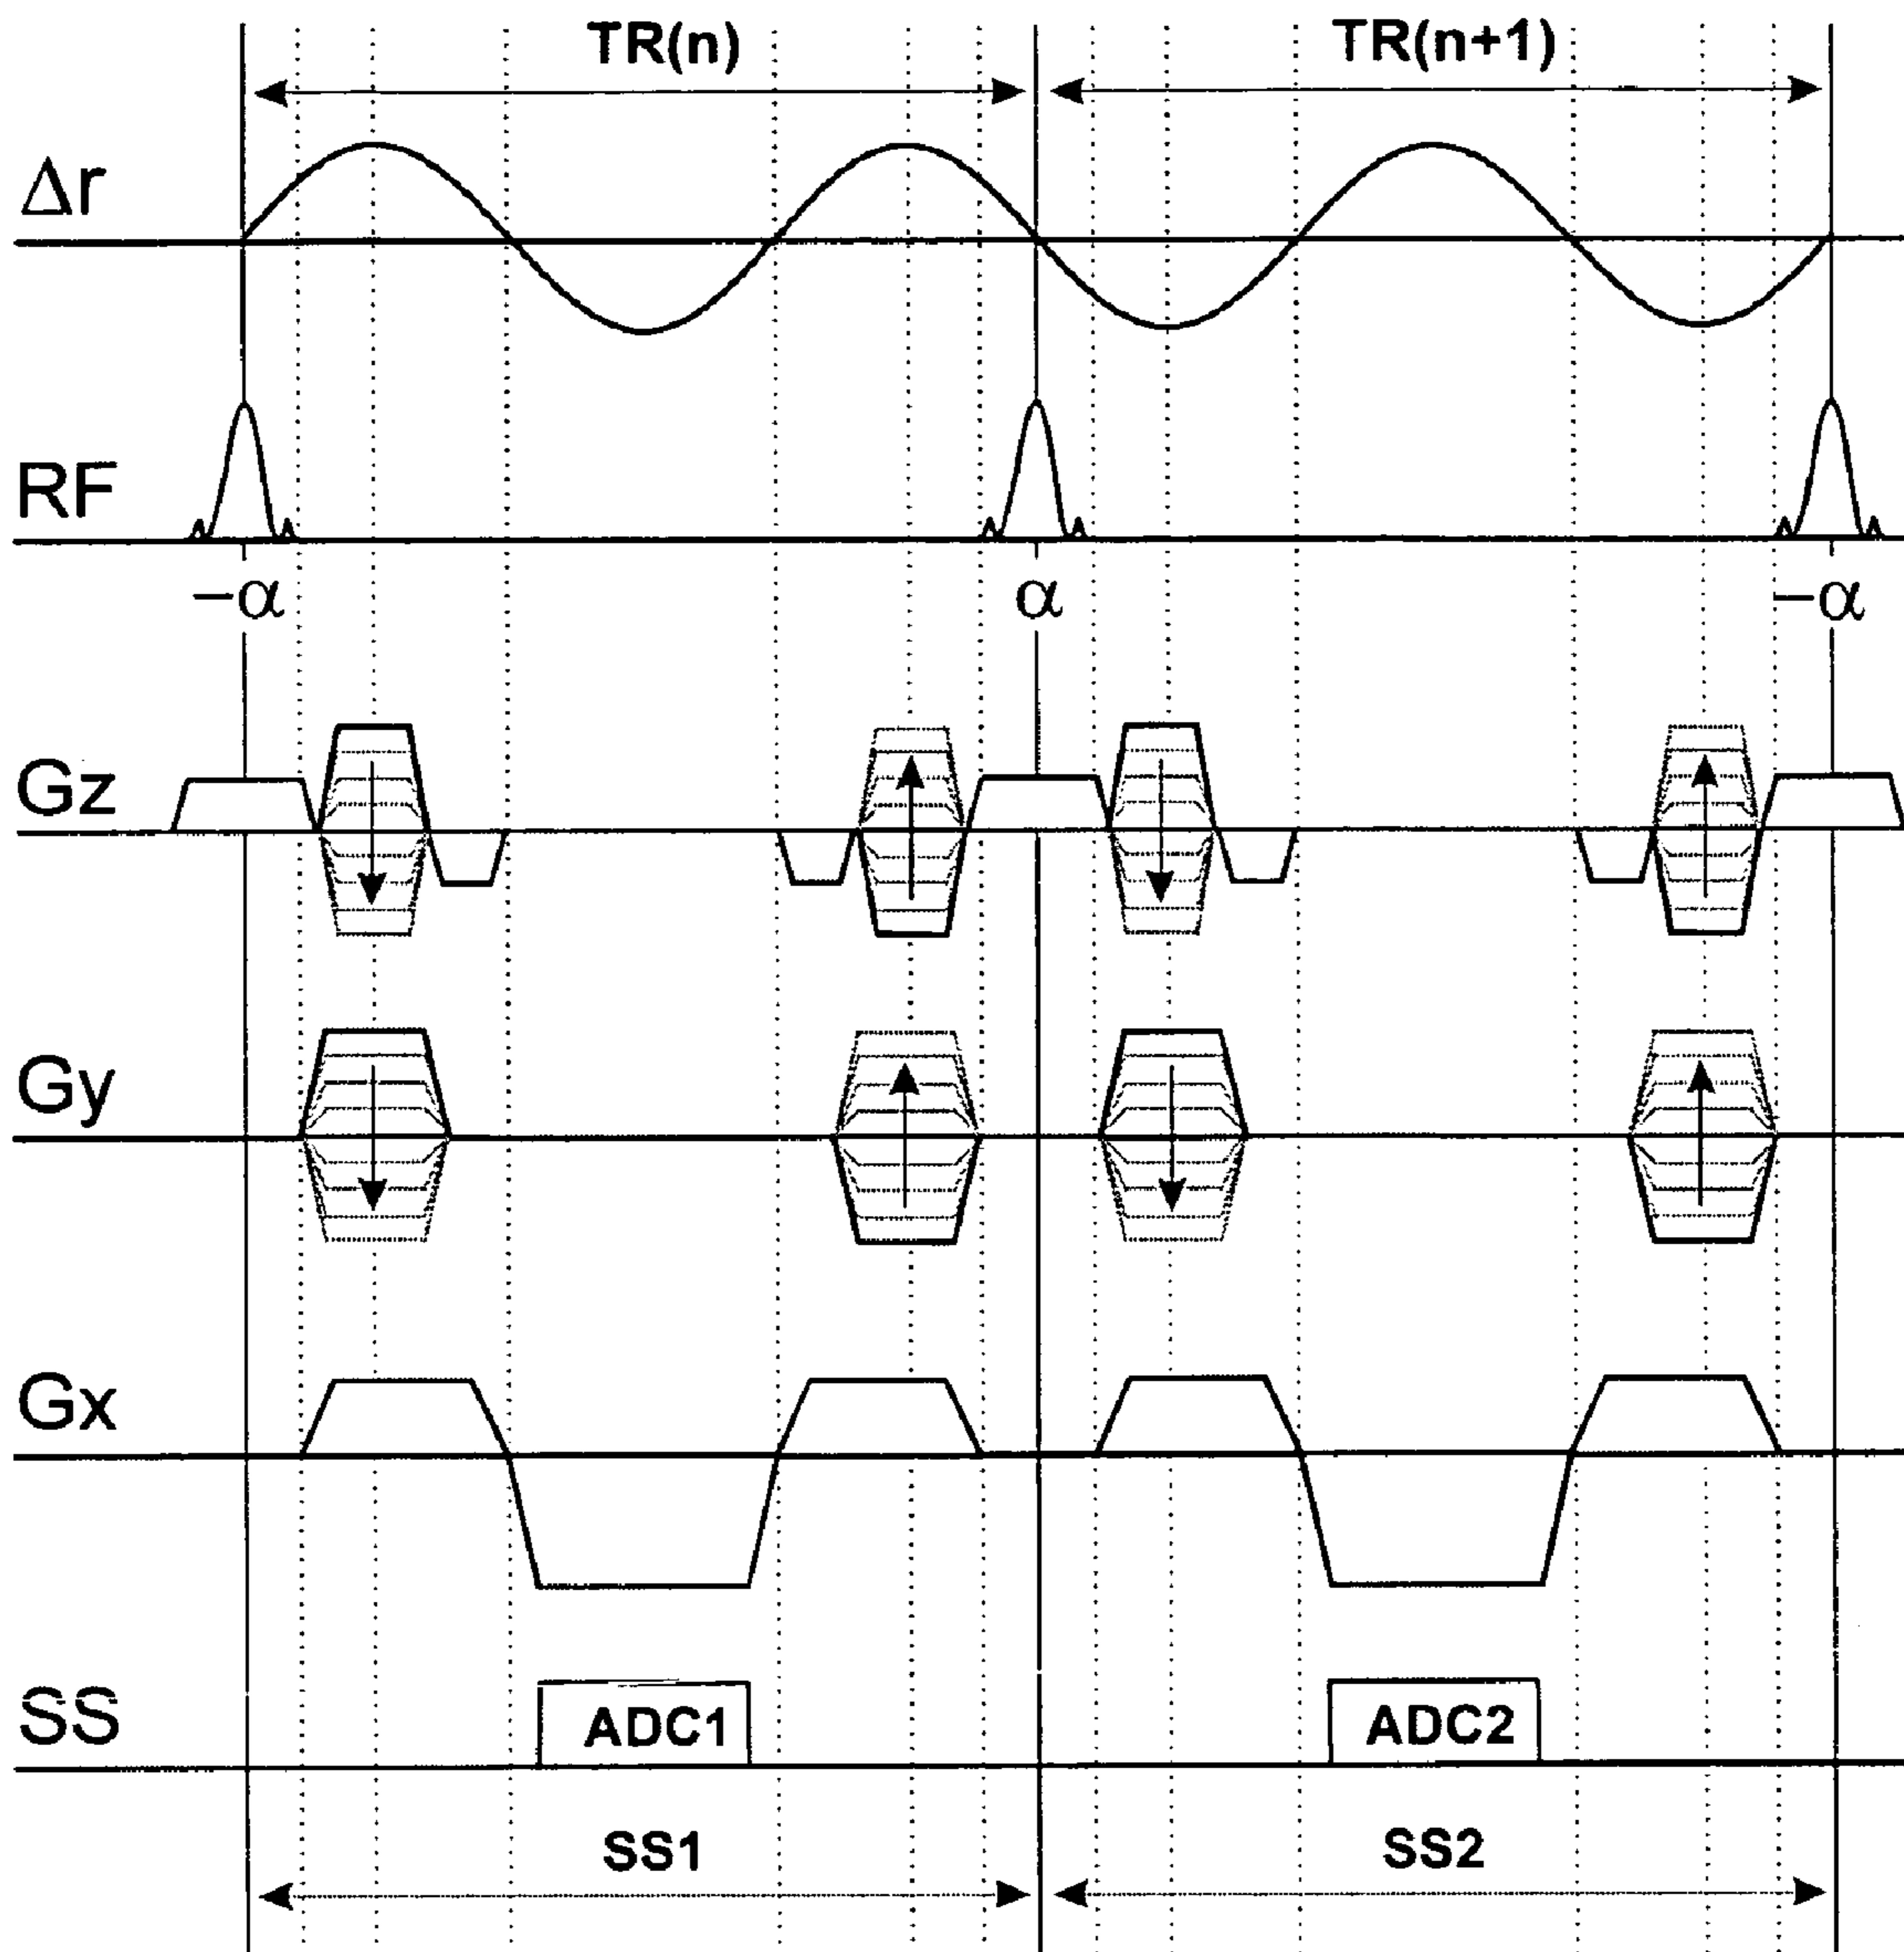 TR(n) TR(n+1)
Δr
RF
−α α −α
Gz
Gy
Gx
SS
ADC1 ADC2
SS1 SS2